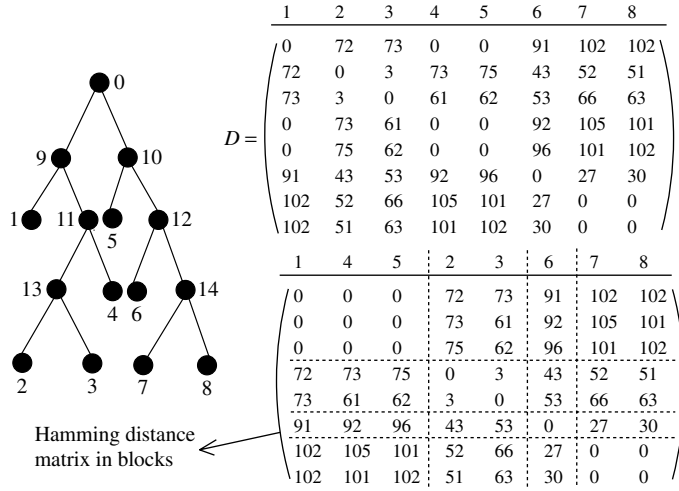 1 2 3 4 5 6 7 8
0 72 73 0 0 91 102 102
72 0 3 73 75 43 52 51
73 3 0 61 62 53 66 63
D = 0 73 61 0 0 92 105 101
0 75 62 0 0 96 101 102
91 43 53 92 96 0 27 30
102 52 66 105 101 27 0 0
102 51 63 101 102 30 0 0
0
9 10
1 11 5 12
13 4 6 14
2 3 7 8
1 4 5 2 3 6 7 8
0 0 0 72 73 91 102 102
0 0 0 73 61 92 105 101
0 0 0 75 62 96 101 102
72 73 75 0 3 43 52 51
73 61 62 3 0 53 66 63
91 92 96 43 53 0 27 30
102 105 101 52 66 27 0 0
102 101 102 51 63 30 0 0
Hamming distance
matrix in blocks